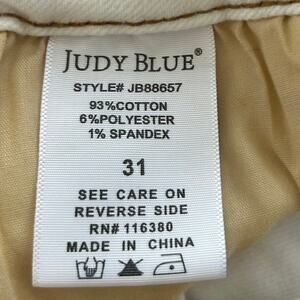 JUDY BLUE®
STYLE# JB88657
93%COTTON
6%POLYESTER
1% SPANDEX
31
SEE CARE ON
REVERSE SIDE
RN# 116380
MADE IN CHINA